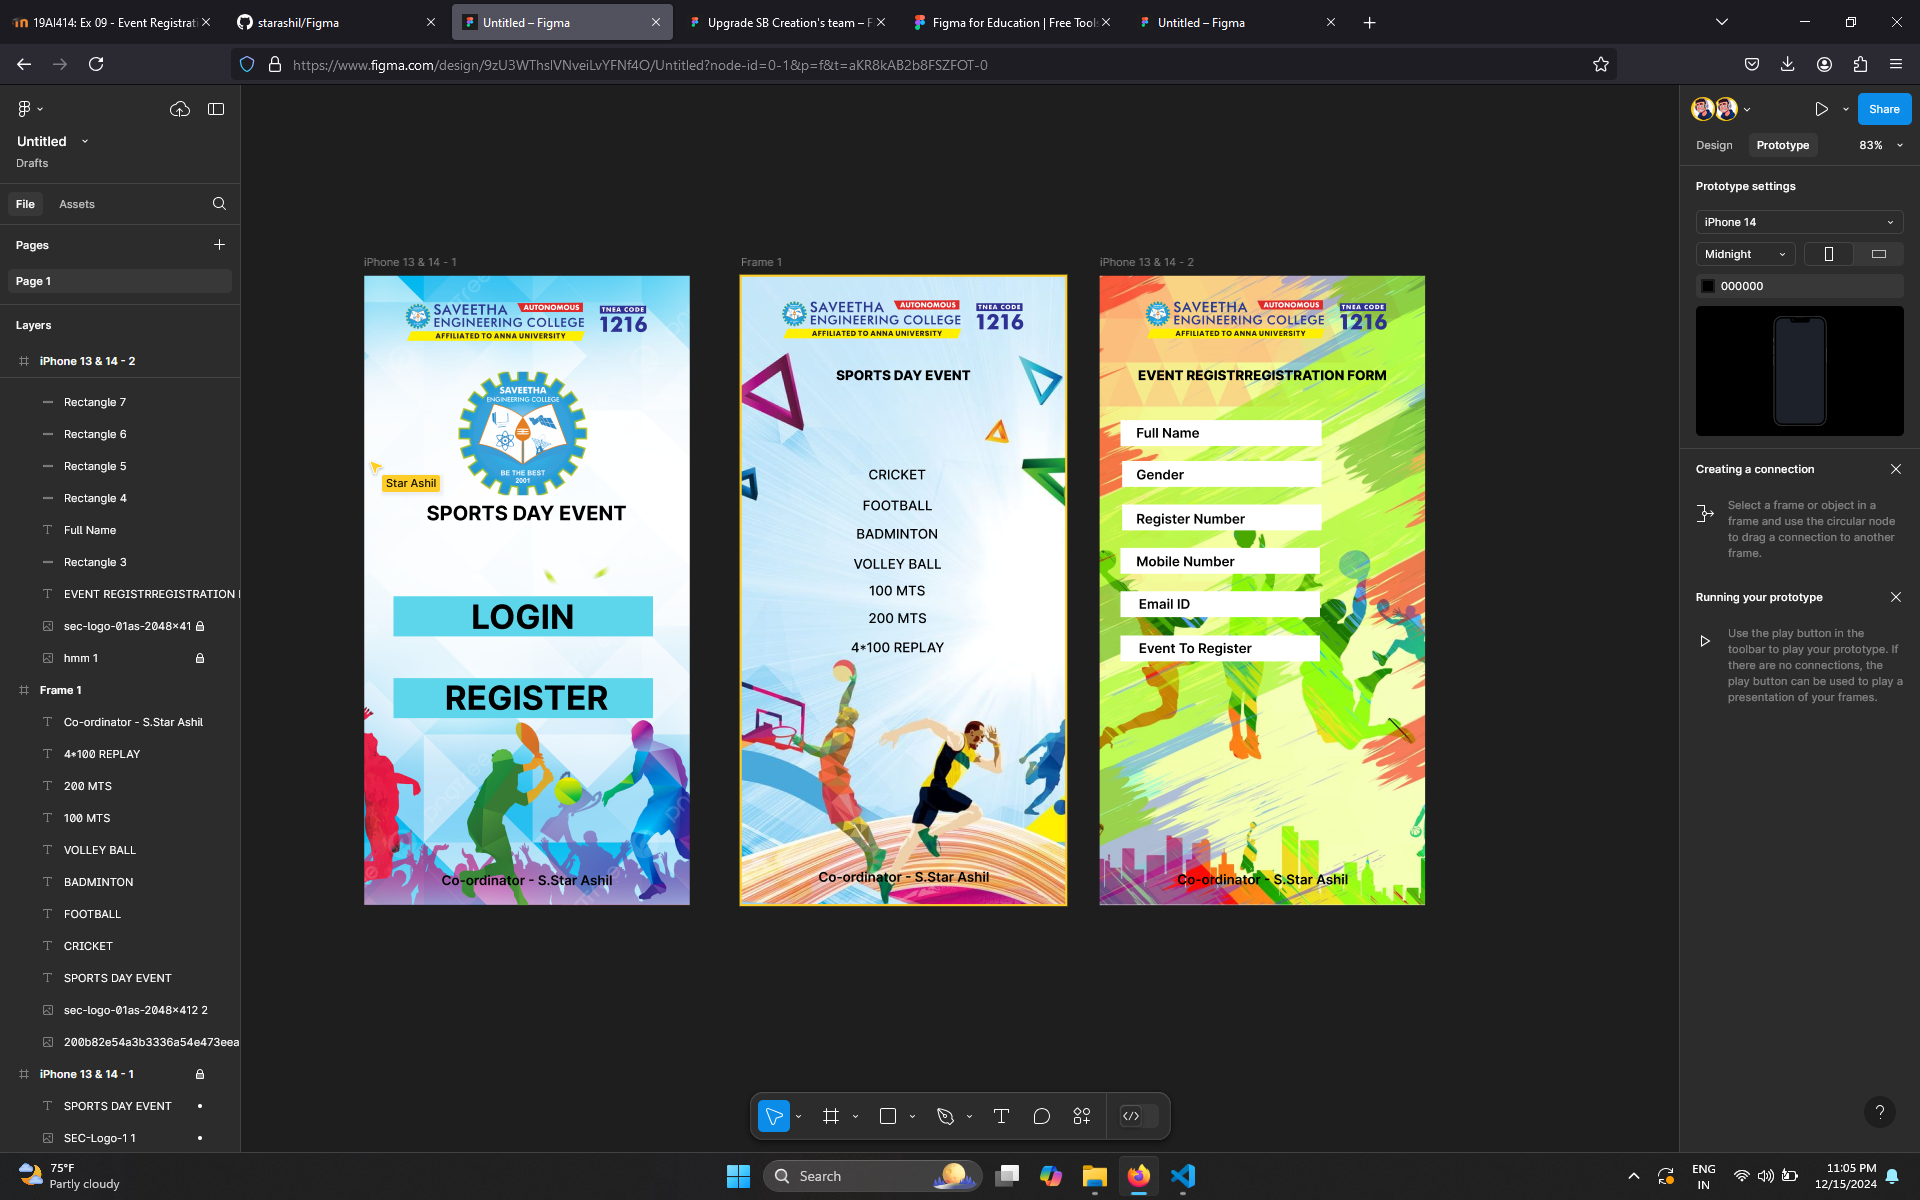 19AI414: Ex 09 - Event Registrati
starashil/Figma
Untitled – Figma
Upgrade SB Creation's team – F
Figma for Education | Free Tools
Untitled – Figma
https://www.figma.com/design/9zU3WThslVNveiLvYFNf4O/Untitled?node-id=0-1&p=f&t=aKR8kAB2b8FSZFOT-0
Untitled
Drafts
File
Assets
Pages
Page 1
Layers
iPhone 13 & 14 - 2
Rectangle 7
Rectangle 6
Rectangle 5
Rectangle 4
Full Name
Rectangle 3
EVENT REGISTRREGISTRATION
sec-logo-01as-2048×41
hmm 1
Frame 1
Co-ordinator - S.Star Ashil
4*100 REPLAY
200 MTS
100 MTS
VOLLEY BALL
BADMINTON
FOOTBALL
CRICKET
SPORTS DAY EVENT
sec-logo-01as-2048×412 2
200b82e54a3b3336a54e473eea
iPhone 13 & 14 - 1
SPORTS DAY EVENT
SEC-Logo-1 1
iPhone 13 & 14 - 1
SAVEETHA
AUTONOMOUS
ENGINEERING COLLEGE
AFFILIATED TO ANNA UNIVERSITY
TNEA CODE
1216
SAVEETHA
ENGINEERING COLLEGE
BE THE BEST
2001
Star Ashil
SPORTS DAY EVENT
LOGIN
REGISTER
Co-ordinator - S.Star Ashil
Frame 1
SAVEETHA
AUTONOMOUS
ENGINEERING COLLEGE
AFFILIATED TO ANNA UNIVERSITY
TNEA CODE
1216
SPORTS DAY EVENT
CRICKET
FOOTBALL
BADMINTON
VOLLEY BALL
100 MTS
200 MTS
4*100 REPLAY
Co-ordinator - S.Star Ashil
iPhone 13 & 14 - 2
SAVEETHA
AUTONOMOUS
ENGINEERING COLLEGE
AFFILIATED TO ANNA UNIVERSITY
TNEA CODE
1216
EVENT REGISTRREGISTRATION FORM
Full Name
Gender
Register Number
Mobile Number
Email ID
Event To Register
Co-ordinator - S.Star Ashil
Share
Design
Prototype
83%
Prototype settings
iPhone 14
Midnight
000000
Creating a connection
Select a frame or object in a
frame and use the circular node
to drag a connection to another
frame.
Running your prototype
Use the play button in the
toolbar to play your prototype. If
there are no connections, the
play button can be used to play a
presentation of your frames.
?
75°F
Partly cloudy
Search
ENG
IN
11:05 PM
12/15/2024